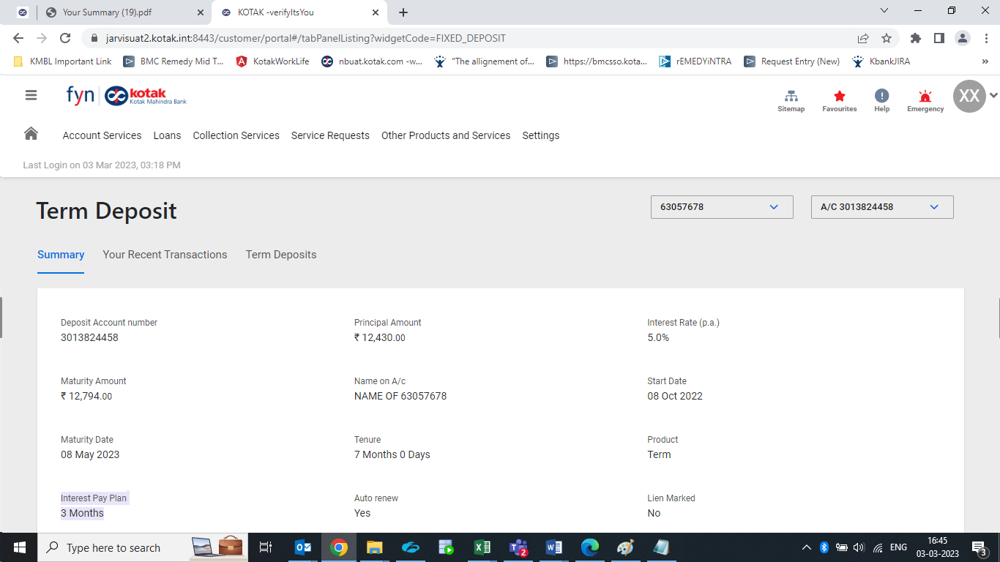 Your Summary (19).pdf
KOTAK -verifyItsYou
jarvisuat2.kotak.int:8443/customer/portal#/tabPanelListing?widgetCode=FIXED_DEPOSIT
KMBL Important Link BMC Remedy Mid T... KotakWorkLife nbuat.kotak.com -w... "The allignement of... https://bmcsso.kota... rEMEDYiNTRA Request Entry (New) KbankJIRA »
fyn kotak
Kotak Mahindra Bank
Sitemap Favourites Help Emergency XX
Account Services Loans Collection Services Service Requests Other Products and Services Settings
Last Login on 03 Mar 2023, 03:18 PM
Term Deposit
63057678 A/C 3013824458
Summary Your Recent Transactions Term Deposits
Deposit Account number Principal Amount Interest Rate (p.a.)
3013824458 ₹ 12,430.00 5.0%
Maturity Amount Name on A/c Start Date
₹ 12,794.00 NAME OF 63057678 08 Oct 2022
Maturity Date Tenure Product
08 May 2023 7 Months 0 Days Term
Interest Pay Plan Auto renew Lien Marked
3 Months Yes No
Type here to search
2
ENG
16:45
03-03-2023
3